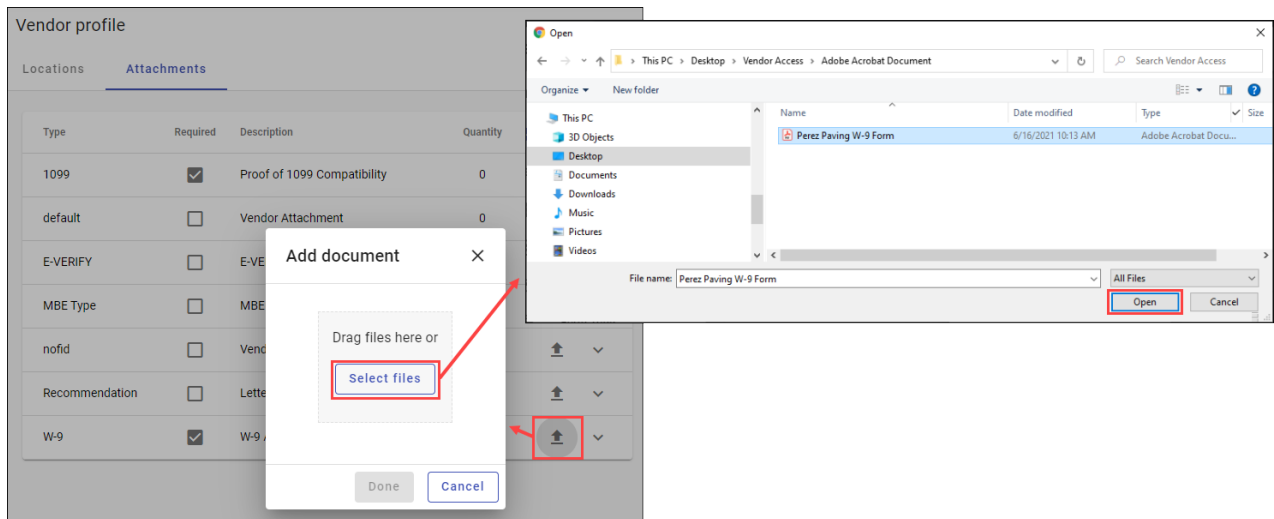 Vendor profile
Locations Attachments
Type Required Description Quantity
1099 Proof of 1099 Compatibility 0
default Vendor Attachment 0
E-VERIFY E-VE
MBE Type MBE
nofid Vend
Recommendation Lette
W-9 W-9
Add document
Drag files here or
Select files
Done Cancel
Open
This PC > Desktop > Vendor Access > Adobe Acrobat Document Search Vendor Access
Organize New folder
This PC
3D Objects
Desktop
Documents
Downloads
Music
Pictures
Videos
Name Date modified Type Size
Perez Paving W-9 Form 6/16/2021 10:13 AM Adobe Acrobat Docu...
File name: Perez Paving W-9 Form All Files
Open Cancel